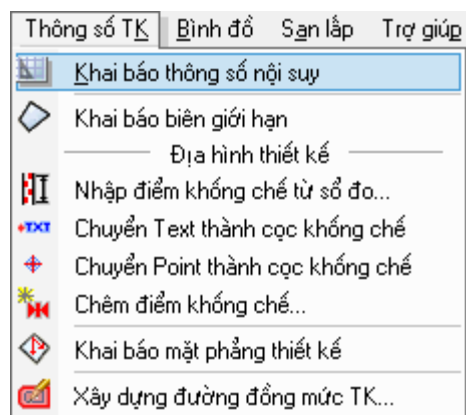 Thông số TK Bình đồ San lấp Trợ giúp
Khai báo thông số nội suy
Khai báo biên giới hạn
Địa hình thiết kế
Nhập điểm khống chế từ sổ đo...
+TXT Chuyển Text thành cọc khống chế
Chuyển Point thành cọc khống chế
Chêm điểm khống chế...
Khai báo mặt phẳng thiết kế
Xây dựng đường đồng mức TK...